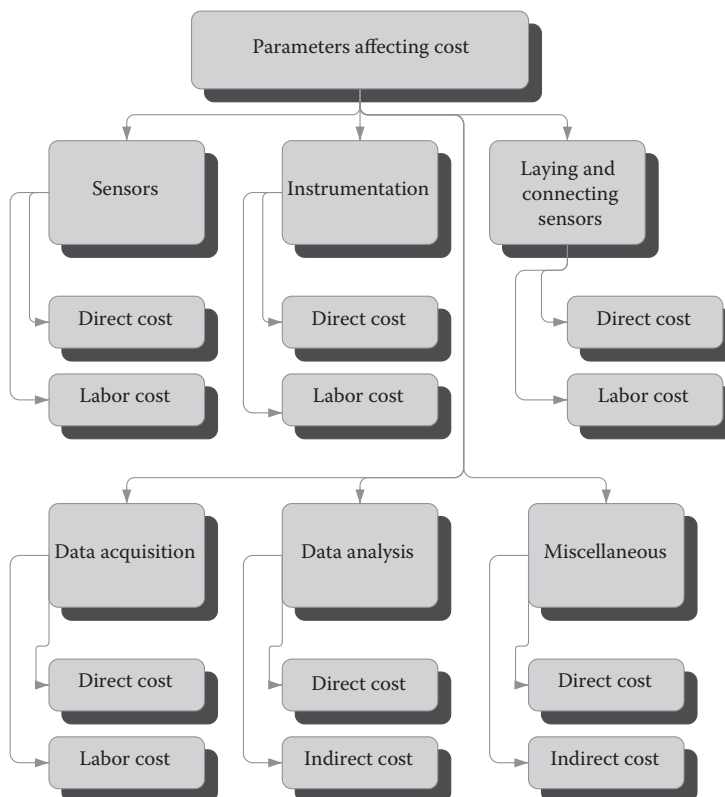 Parameters affecting cost
Sensors
Instrumentation
Laying and
connecting
sensors
Direct cost
Direct cost
Direct cost
Labor cost
Labor cost
Labor cost
Data acquisition
Data analysis
Miscellaneous
Direct cost
Direct cost
Direct cost
Labor cost
Indirect cost
Indirect cost